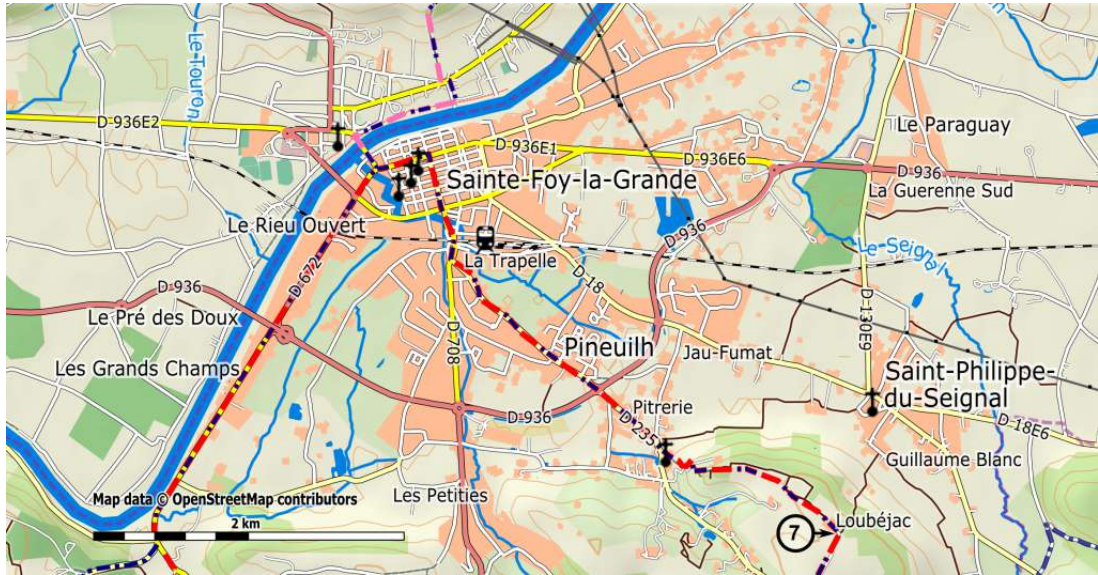 Le Touron
D 936E2
D 936E1
D 936E6
Le Paraguay
D 936
La Guerenne Sud
Sainte-Foy-la-Grande
Le Rieu Ouvert
D 936
Le Seignal
La Trapelle
D 672
D 18
D 936
Le Pré des Doux
D 708
D 130E9
Pineuilh
Jau-Fumat
Les Grands Champs
Saint-Philippe-
du-Seignal
Pitrerie
D 936
D 235
D 18E6
Guillaume Blanc
Les Petities
Map data © OpenStreetMap contributors
2 km
Loubéjac
7